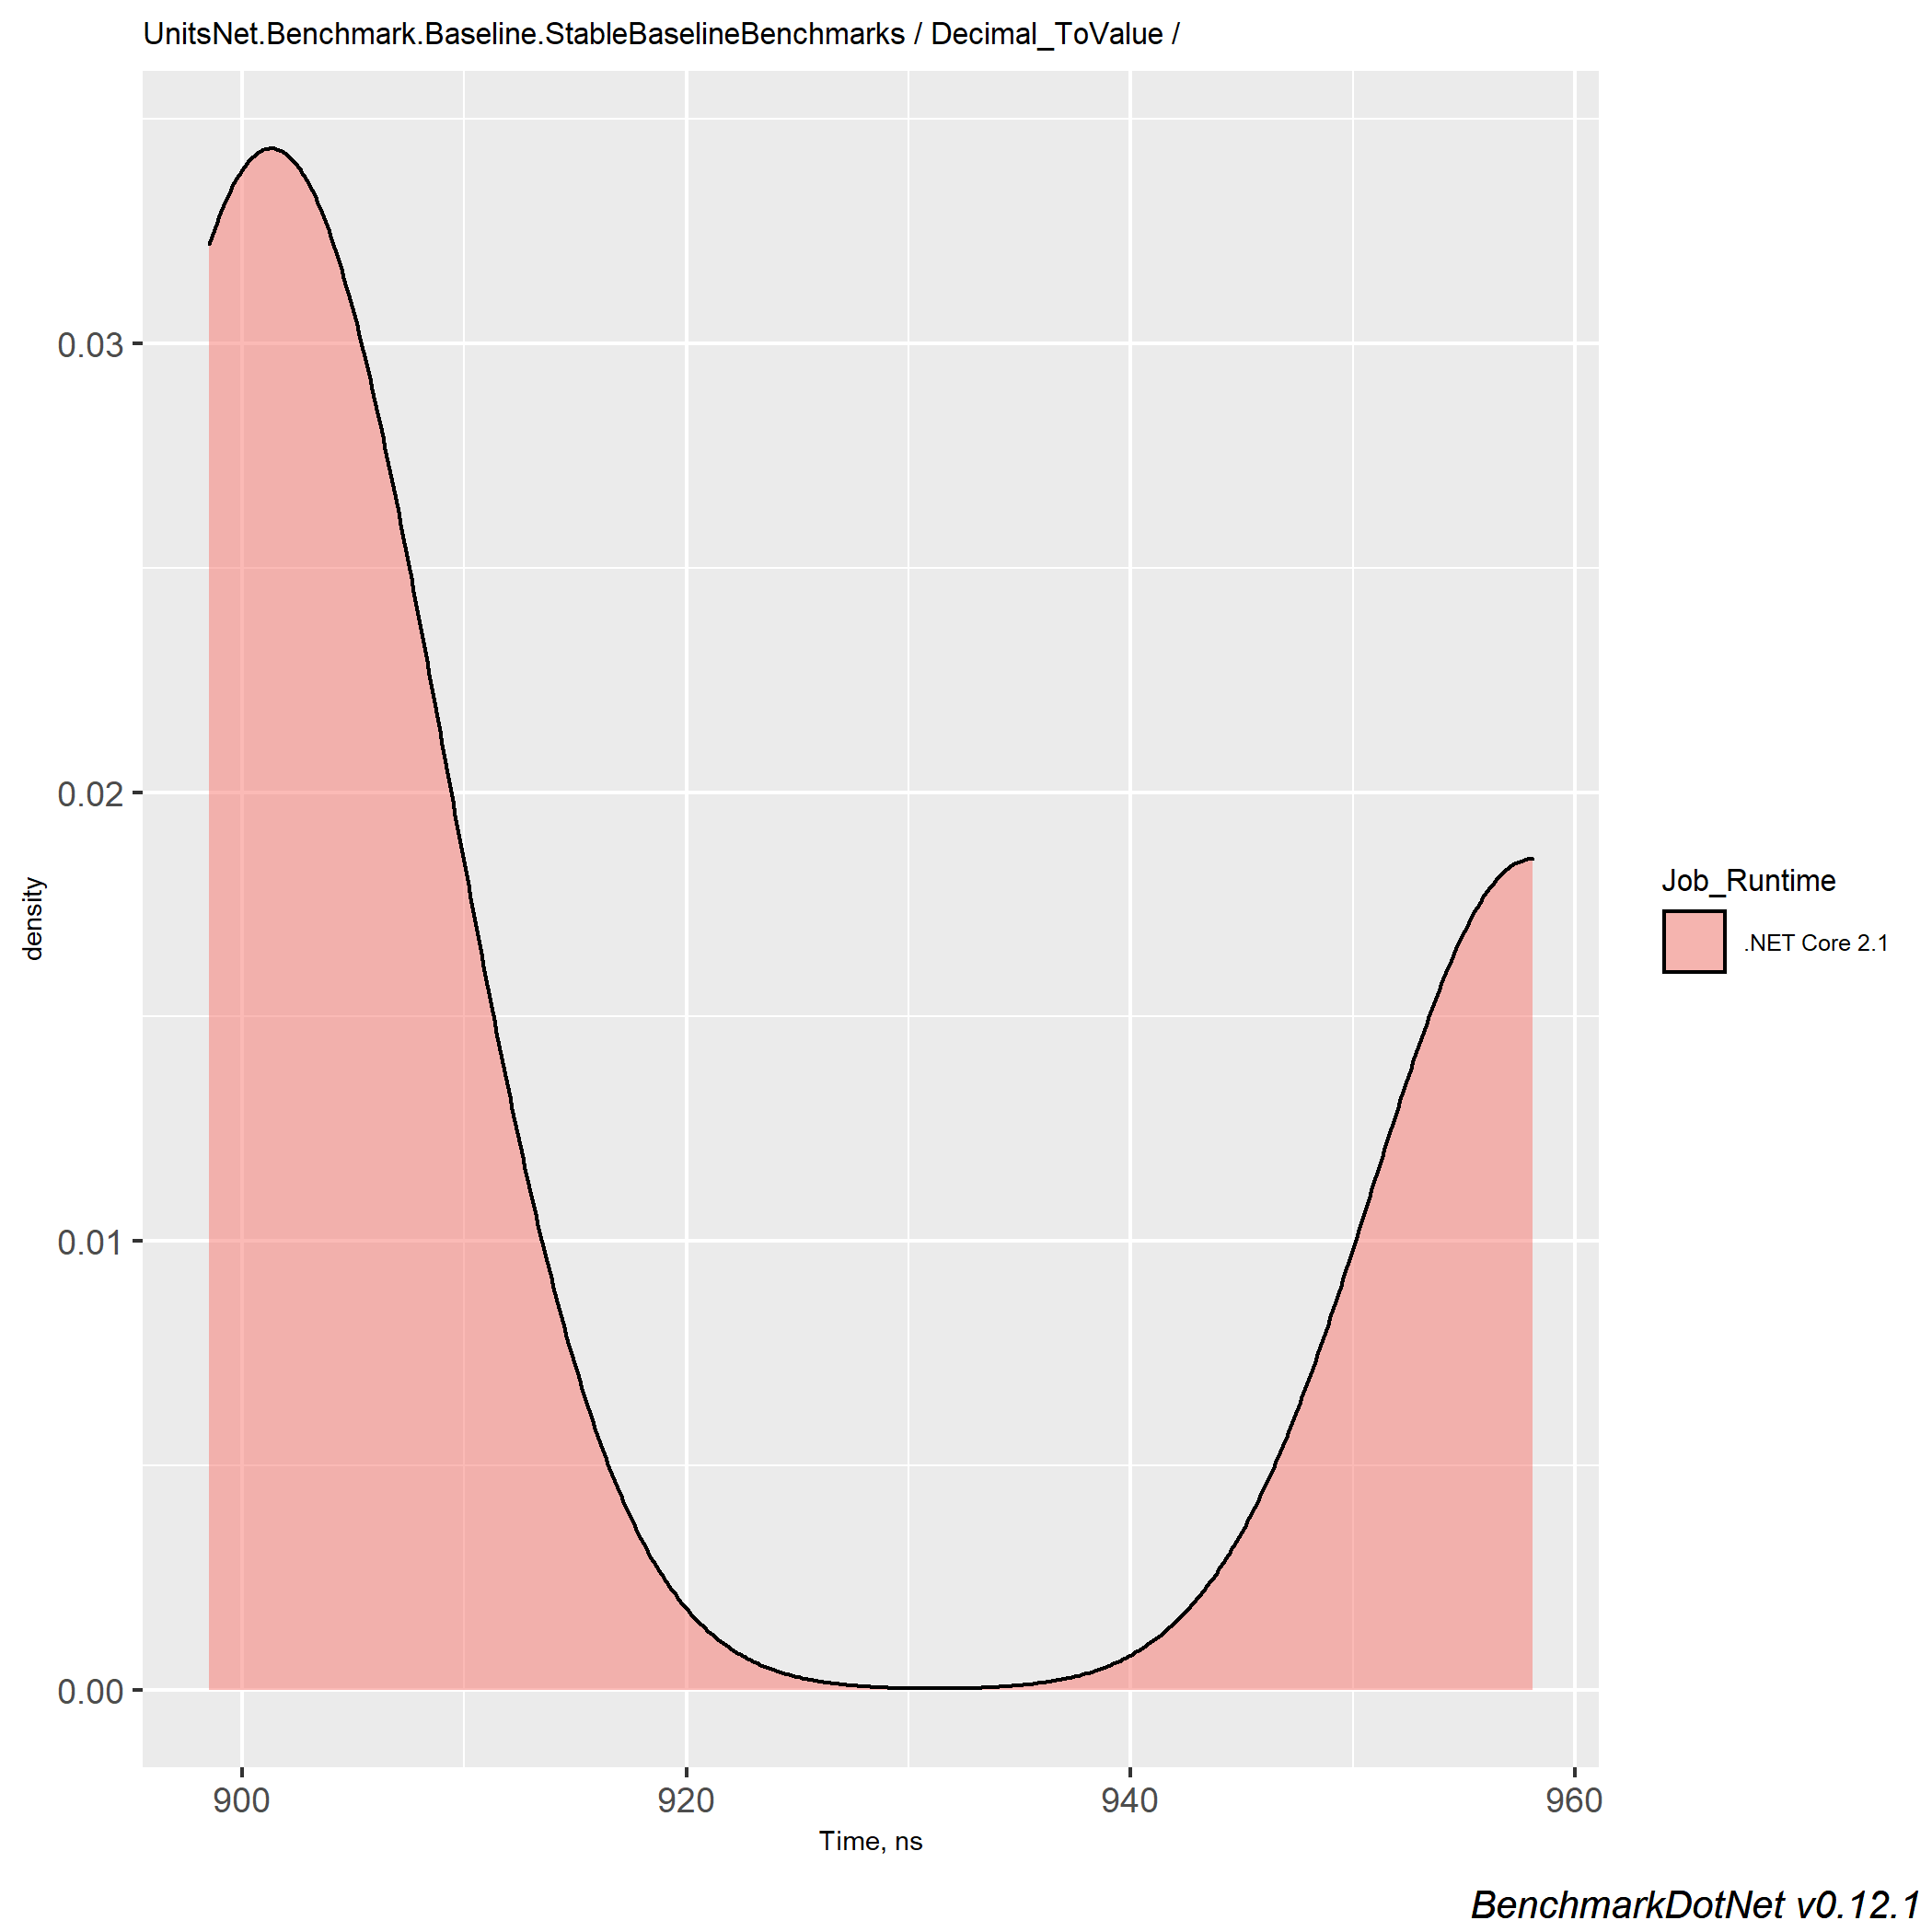 UnitsNet.Benchmark.Baseline.StableBaselineBenchmarks / Decimal_ToValue /
0.03
0.02
0.01
0.00
density
900 920 940 960
Time, ns
Job_Runtime
.NET Core 2.1
BenchmarkDotNet v0.12.1